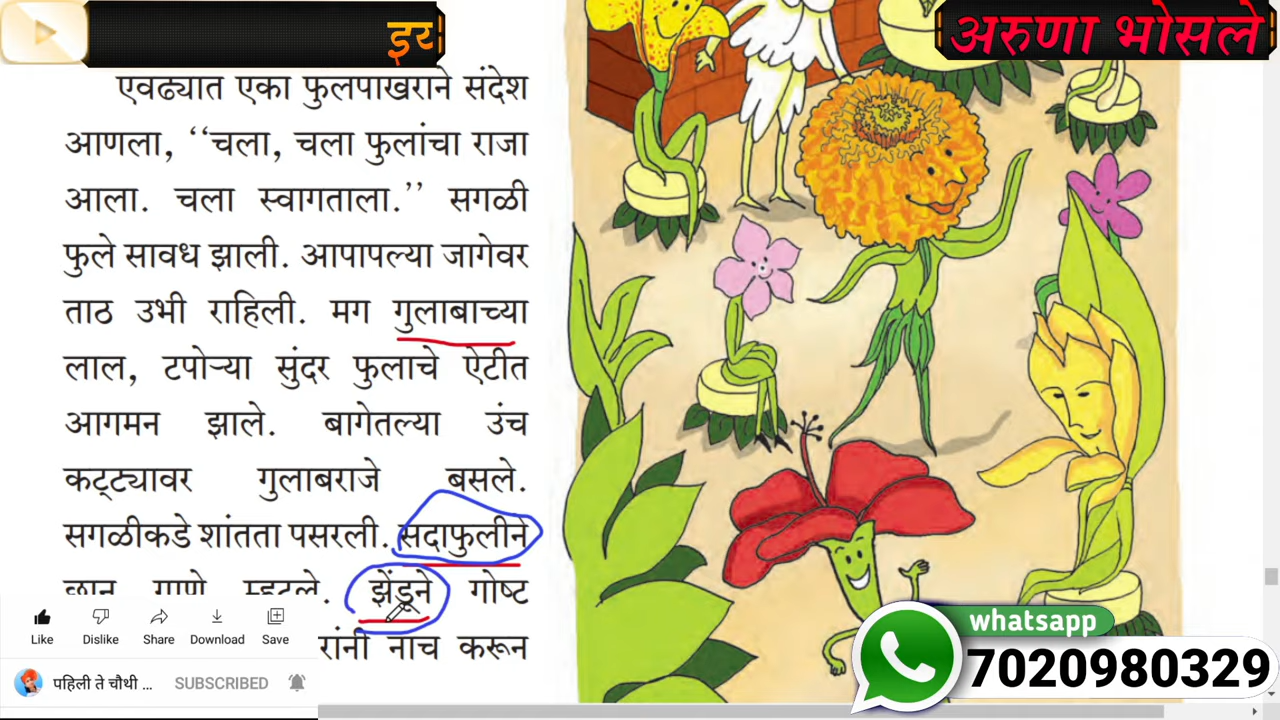 इय
अरुणा भोसले
एवढ्यात एका फुलपाखराने संदेश
आणला, ‘‘चला, चला फुलांचा राजा
आला. चला स्वागताला.’’ सगळी
फुले सावध झाली. आपापल्या जागेवर
ताठ उभी राहिली. मग गुलाबाच्या
लाल, टपोऱ्या सुंदर फुलाचे ऐटीत
आगमन झाले. बागेतल्या उंच
कट्ट्यावर गुलाबराजे बसले.
सगळीकडे शांतता पसरली. सदाफुलीने
छान गाणे म्हटले. झेंडूने गोष्ट
रांनी नाच करून
Like Dislike Share Download Save
पहिली ते चौथी ... SUBSCRIBED
whatsapp
7020980329